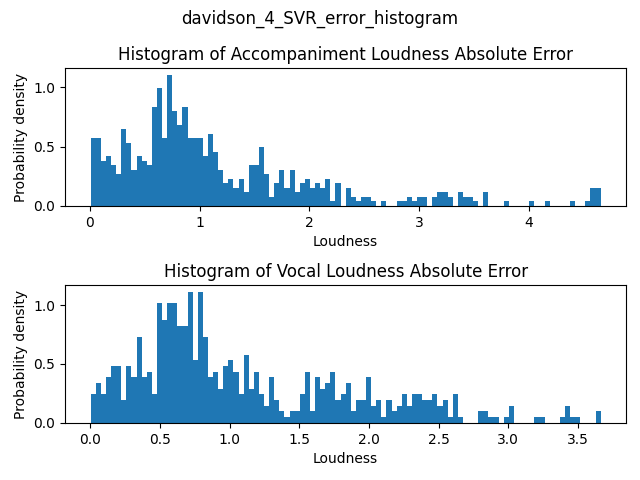 davidson_4_SVR_error_histogram
Histogram of Accompaniment Loudness Absolute Error
Probability density
1.0
0.5
0.0
0 1 2 3 4
Loudness
Histogram of Vocal Loudness Absolute Error
Probability density
1.0
0.5
0.0
0.0 0.5 1.0 1.5 2.0 2.5 3.0 3.5
Loudness